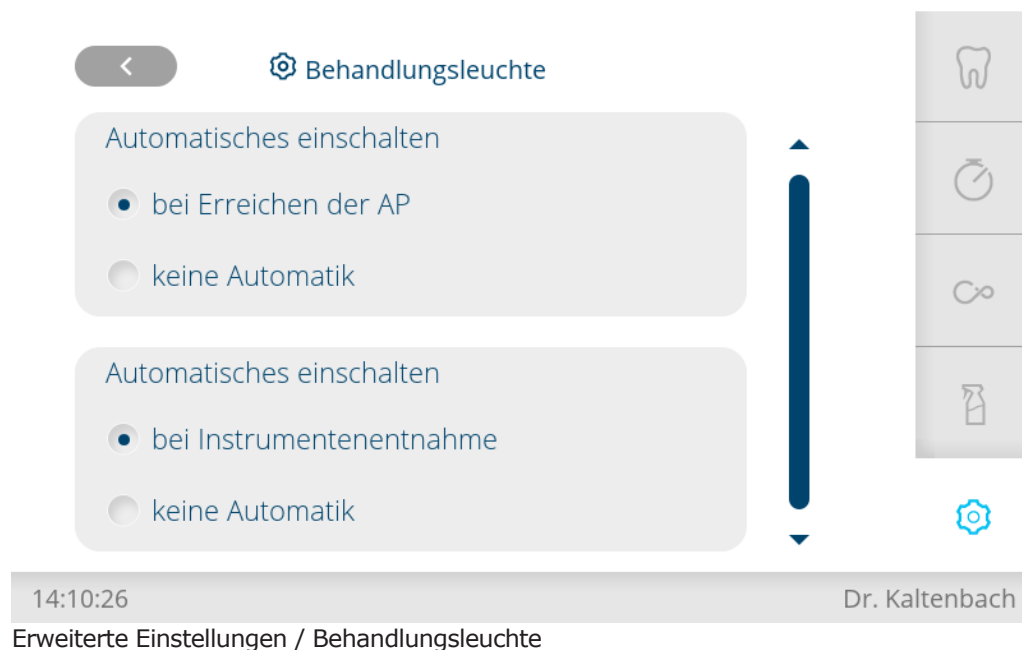 Behandlungsleuchte
Automatisches einschalten
bei Erreichen der AP
keine Automatik
Automatisches einschalten
bei Instrumentenentnahme
keine Automatik
14:10:26 Dr. Kaltenbach
Erweiterte Einstellungen / Behandlungsleuchte